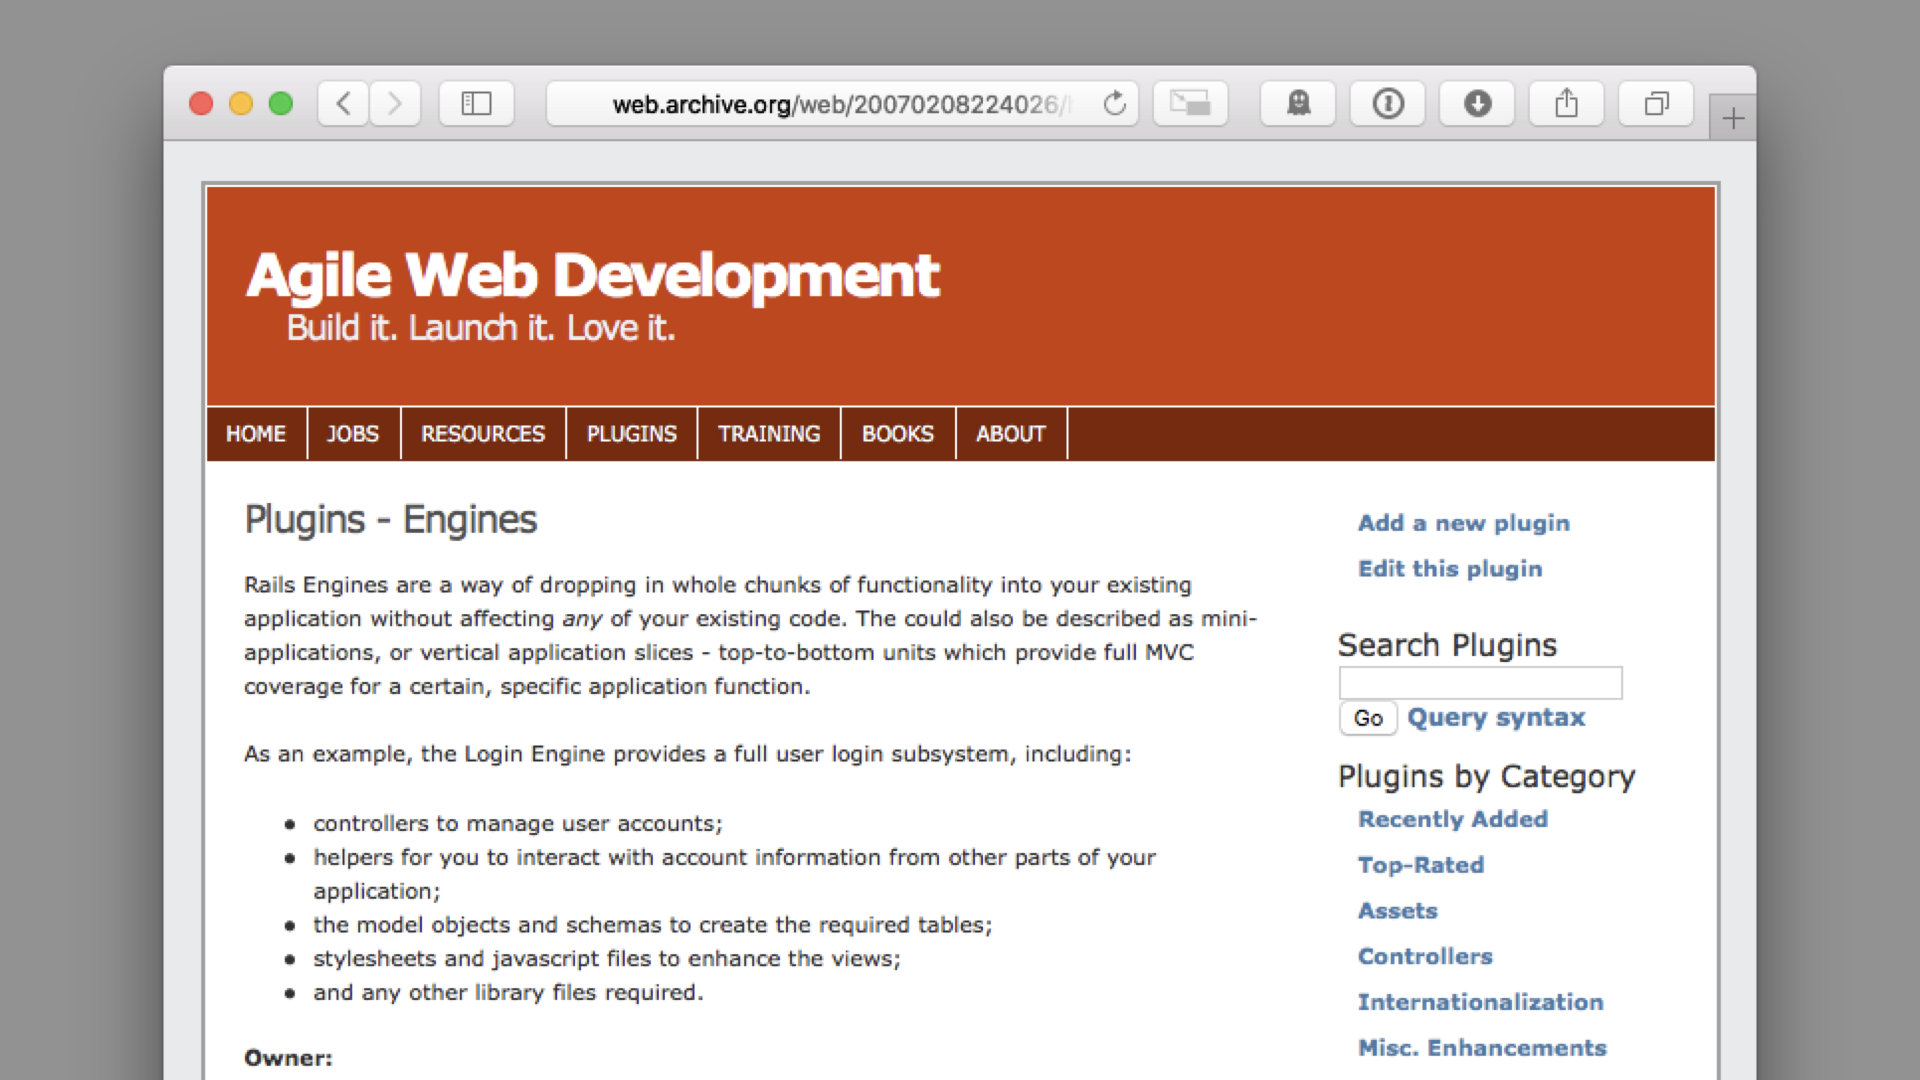 web.archive.org/web/20070208224026/
Agile Web Development
Build it. Launch it. Love it.
HOME JOBS RESOURCES PLUGINS TRAINING BOOKS ABOUT
Plugins - Engines
Rails Engines are a way of dropping in whole chunks of functionality into your existing
application without affecting any of your existing code. The could also be described as mini-
applications, or vertical application slices - top-to-bottom units which provide full MVC
coverage for a certain, specific application function.
As an example, the Login Engine provides a full user login subsystem, including:
• controllers to manage user accounts;
• helpers for you to interact with account information from other parts of your
application;
• the model objects and schemas to create the required tables;
• stylesheets and javascript files to enhance the views;
• and any other library files required.
Owner:
Add a new plugin
Edit this plugin
Search Plugins
Go Query syntax
Plugins by Category
Recently Added
Top-Rated
Assets
Controllers
Internationalization
Misc. Enhancements